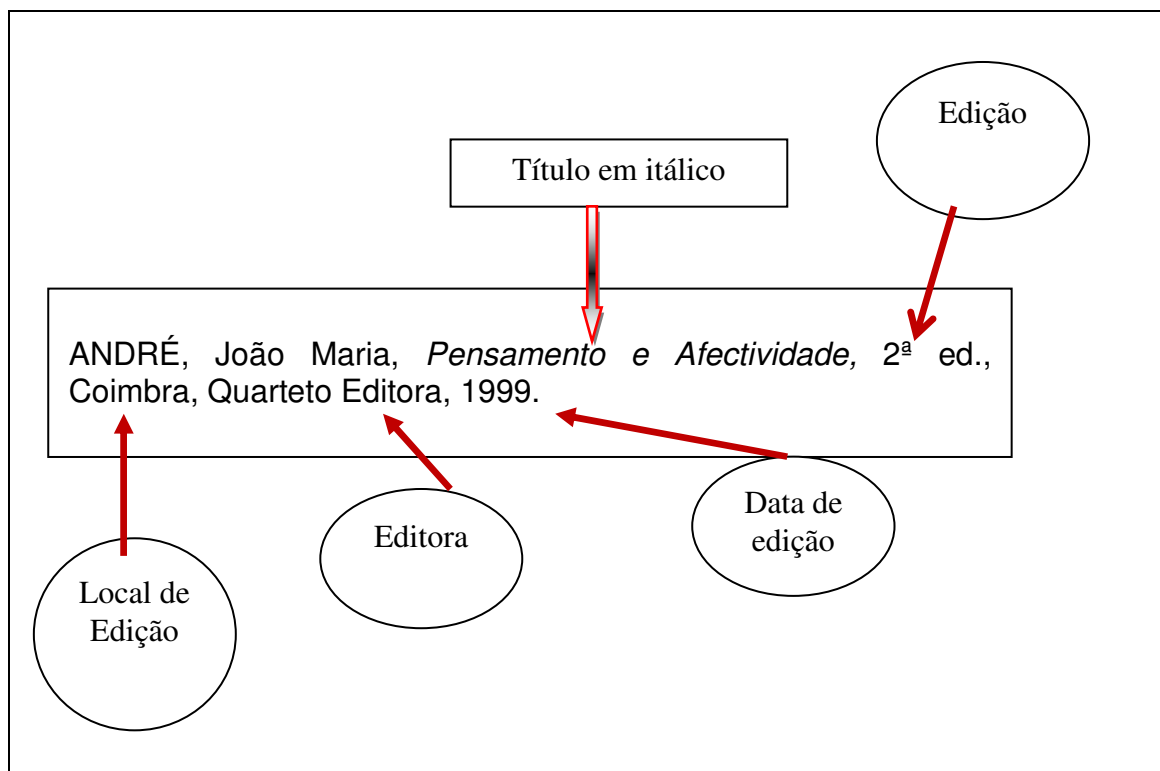 Edição
Título em itálico
ANDRÉ, João Maria, Pensamento e Afectividade, 2ª ed.,
Coimbra, Quarteto Editora, 1999.
Data de
edição
Editora
Local de
Edição